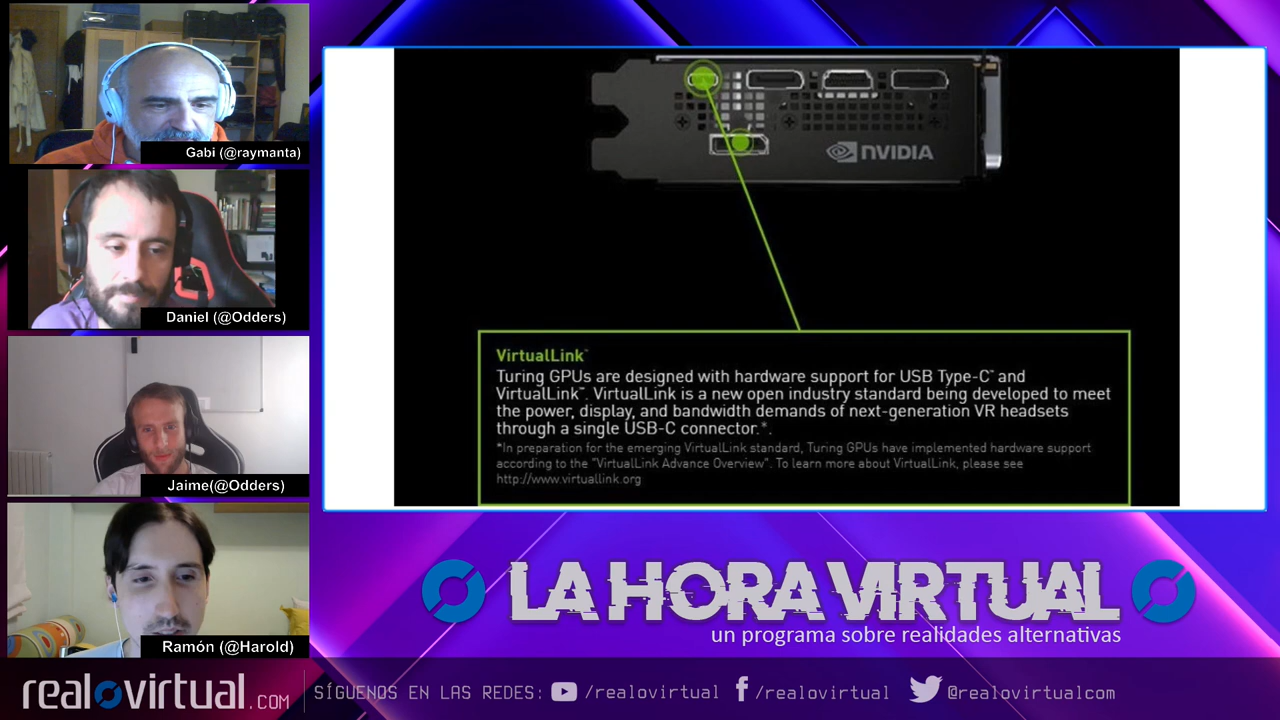 Gabi (@raymanta)
Daniel (@Odders)
Jaime(@Odders)
Ramón (@Harold)
NVIDIA
VirtualLink™
Turing GPUs are designed with hardware support for USB Type-C™ and
VirtualLink™. VirtualLink is a new open industry standard being developed to meet
the power, display, and bandwidth demands of next-generation VR headsets
through a single USB-C connector.*.
*In preparation for the emerging VirtualLink standard, Turing GPUs have implemented hardware support
according to the "VirtualLink Advance Overview". To learn more about VirtualLink, please see
http://www.virtuallink.org
LA HORA VIRTUAL
un programa sobre realidades alternativas
realovirtual.COM
SÍGUENOS EN LAS REDES: /realovirtual /realovirtual @realovirtualcom